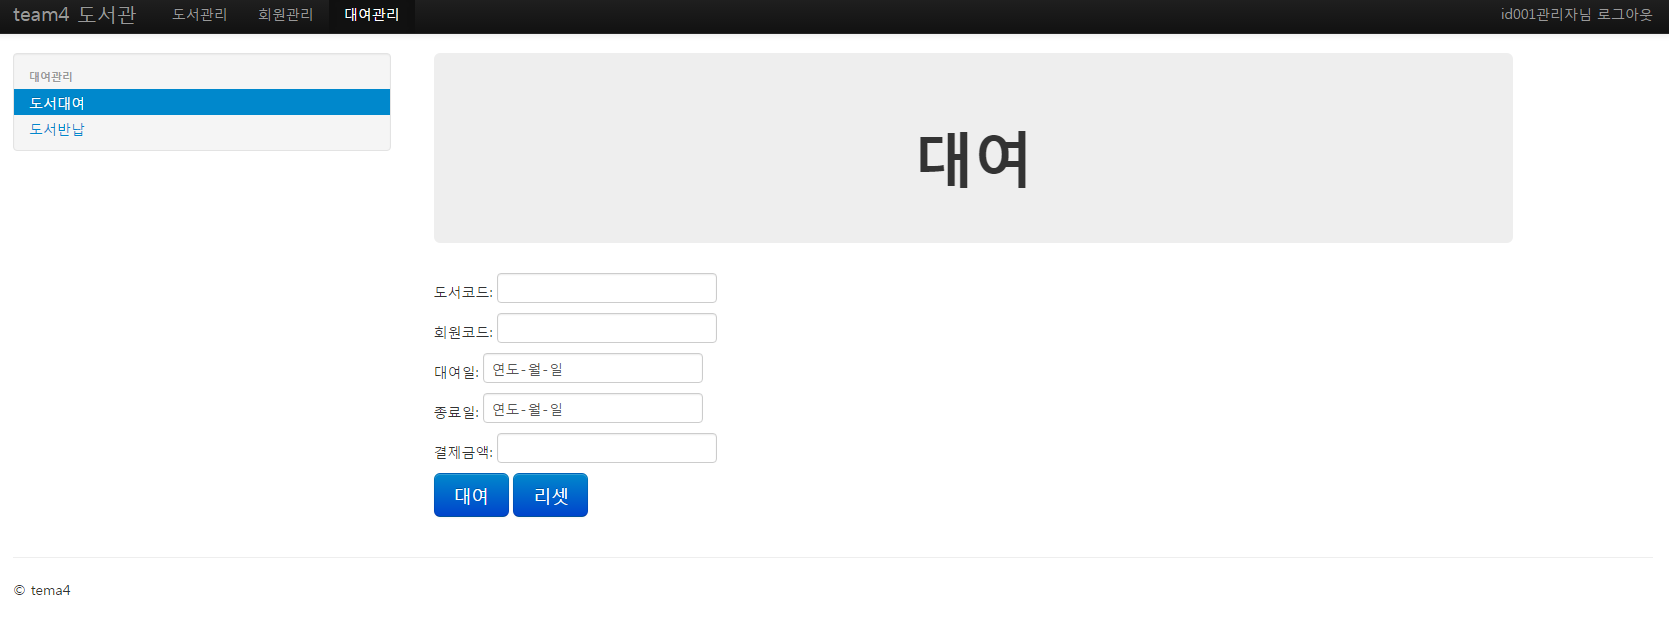 team4 도서관 도서관리 회원관리 대여관리 id001관리자님 로그아웃
대여관리
도서대여
도서반납
대여
도서코드:
회원코드:
대여일: 연도-월-일
종료일: 연도-월-일
결제금액:
대여 리셋
© tema4